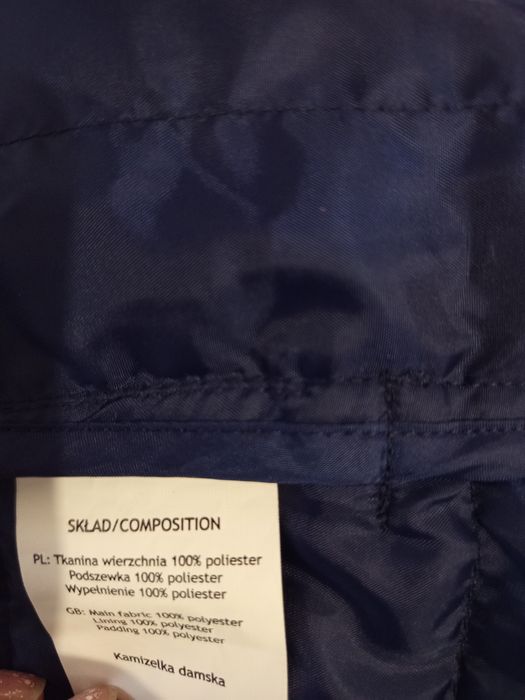 SKŁAD/COMPOSITION
PL: Tkanina wierzchnia 100% poliester
Podszewka 100% poliester
Wypełnienie 100% poliester
GB: Main fabric 100% polyester
Lining 100% polyester
Padding 100% polyester
Kamizelka damska